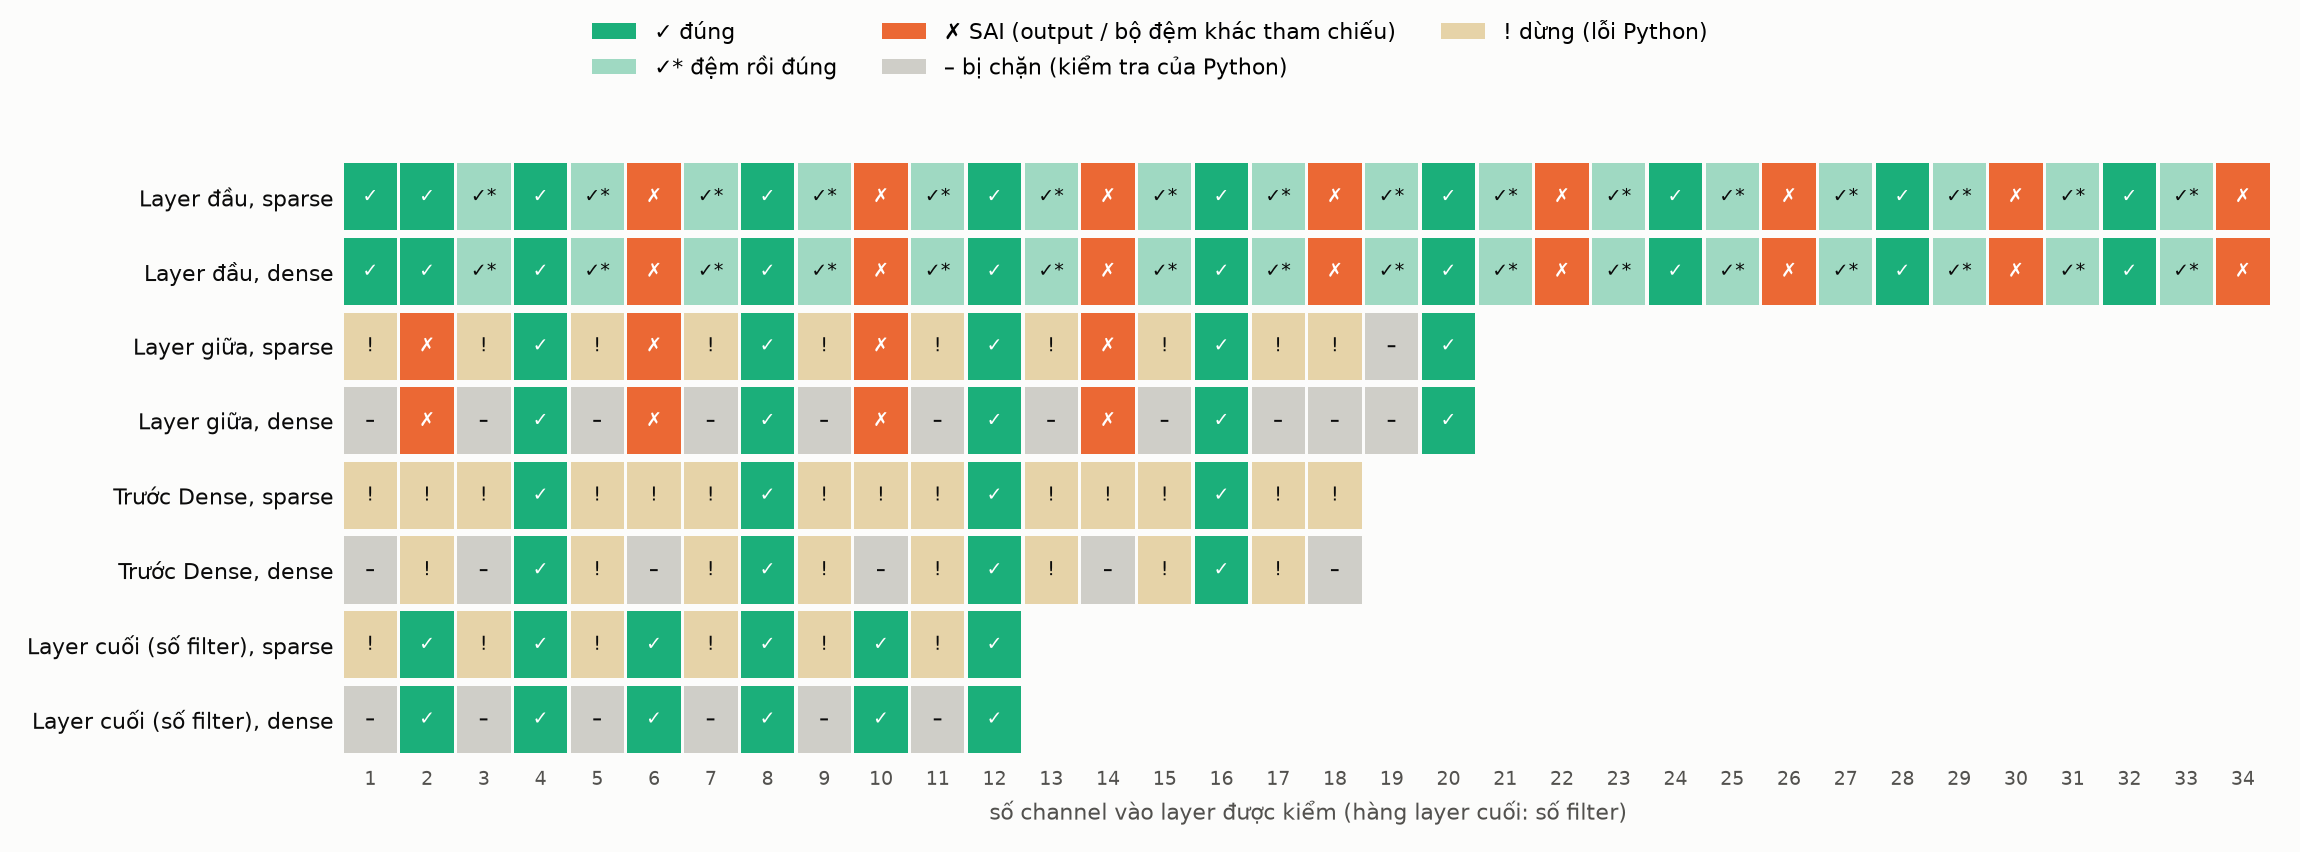 ✓ đúng ✗ SAI (output / bộ đệm khác tham chiếu) ! dừng (lỗi Python)
✓* đệm rồi đúng – bị chặn (kiểm tra của Python)
Layer đầu, sparse ✓ ✓ ✓* ✓ ✓* ✗ ✓* ✓ ✓* ✗ ✓* ✓ ✓* ✗ ✓* ✓ ✓* ✗ ✓* ✓ ✓* ✗ ✓* ✓ ✓* ✗ ✓* ✓ ✓* ✗ ✓* ✓ ✓* ✗
Layer đầu, dense ✓ ✓ ✓* ✓ ✓* ✗ ✓* ✓ ✓* ✗ ✓* ✓ ✓* ✗ ✓* ✓ ✓* ✗ ✓* ✓ ✓* ✗ ✓* ✓ ✓* ✗ ✓* ✓ ✓* ✗ ✓* ✓ ✓* ✗
Layer giữa, sparse ! ✗ ! ✓ ! ✗ ! ✓ ! ✗ ! ✓ ! ✗ ! ✓ ! ! – ✓
Layer giữa, dense – ✗ – ✓ – ✗ – ✓ – ✗ – ✓ – ✗ – ✓ – – – ✓
Trước Dense, sparse ! ! ! ✓ ! ! ! ✓ ! ! ! ✓ ! ! ! ✓ ! !
Trước Dense, dense – ! – ✓ ! – ! ✓ ! – ! ✓ ! – ! ✓ ! –
Layer cuối (số filter), sparse ! ✓ ! ✓ ! ✓ ! ✓ ! ✓ ! ✓
Layer cuối (số filter), dense – ✓ – ✓ – ✓ – ✓ – ✓ – ✓
1 2 3 4 5 6 7 8 9 10 11 12 13 14 15 16 17 18 19 20 21 22 23 24 25 26 27 28 29 30 31 32 33 34
số channel vào layer được kiểm (hàng layer cuối: số filter)